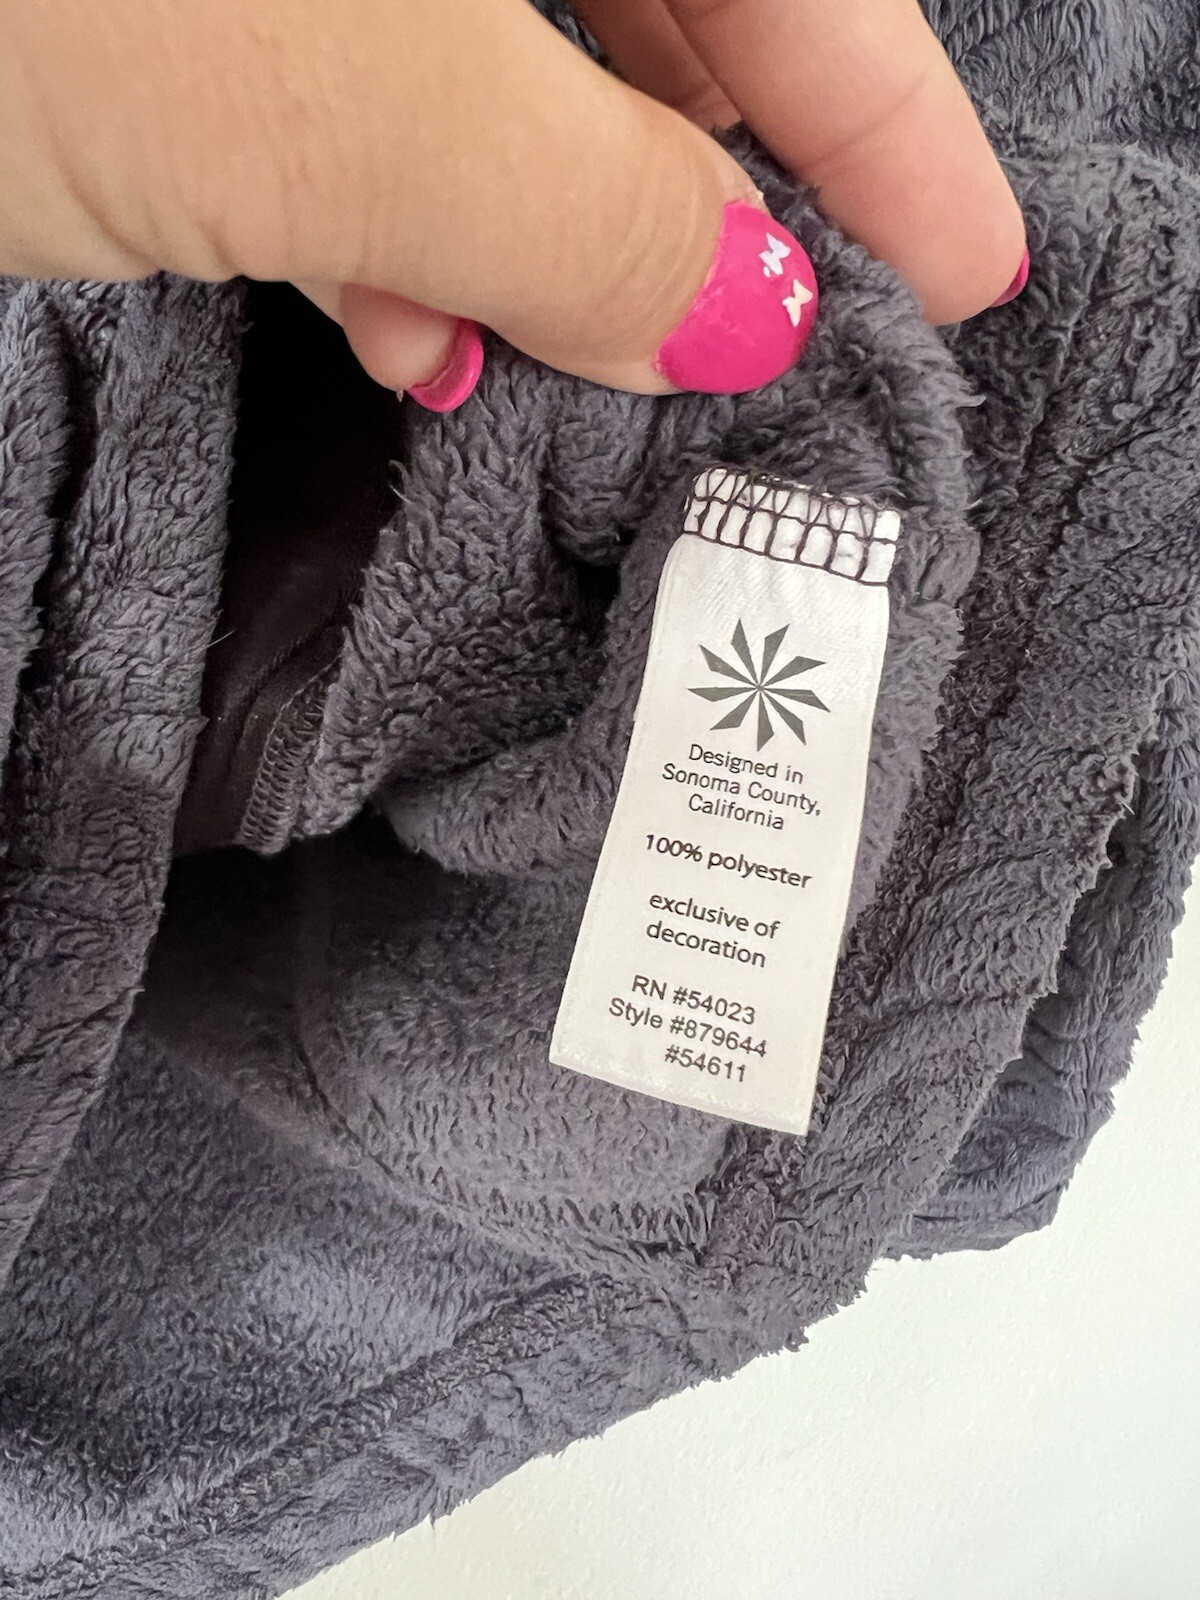 Designed in
Sonoma County,
California
100% polyester
exclusive of
decoration
RN #54023
Style #879644
#54611